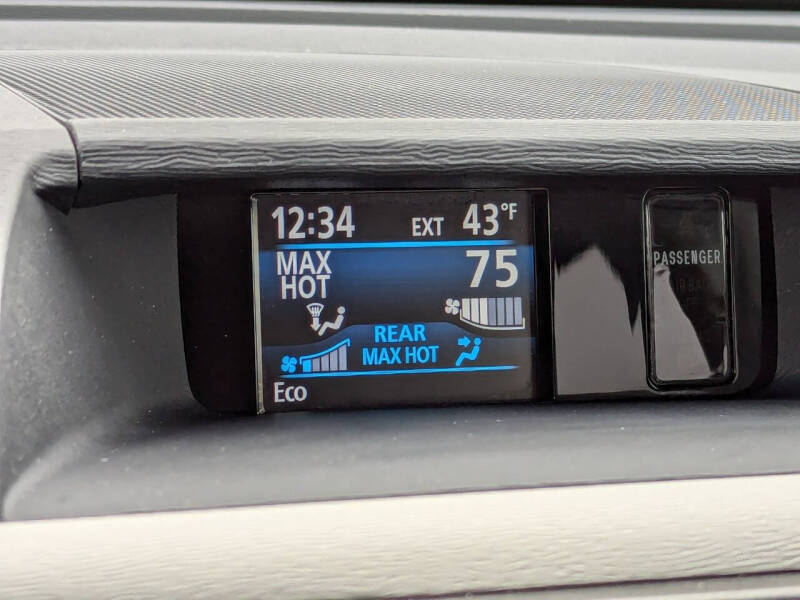 12:34 EXT 43°F
MAX 75
HOT
REAR
MAX HOT
Eco
PASSENGER